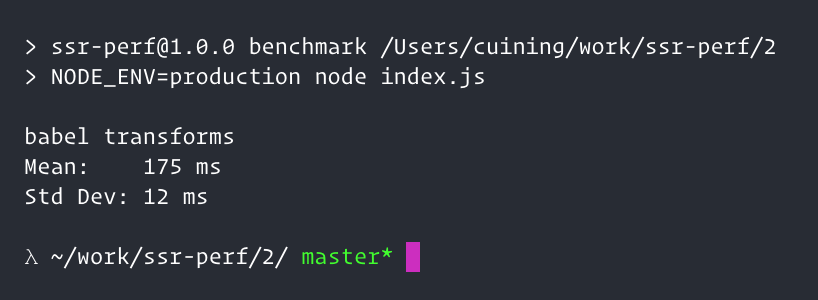 > ssr-perf@1.0.0 benchmark /Users/cuining/work/ssr-perf/2
> NODE_ENV=production node index.js
babel transforms
Mean:    175 ms
Std Dev: 12 ms
λ ~/work/ssr-perf/2/ master*